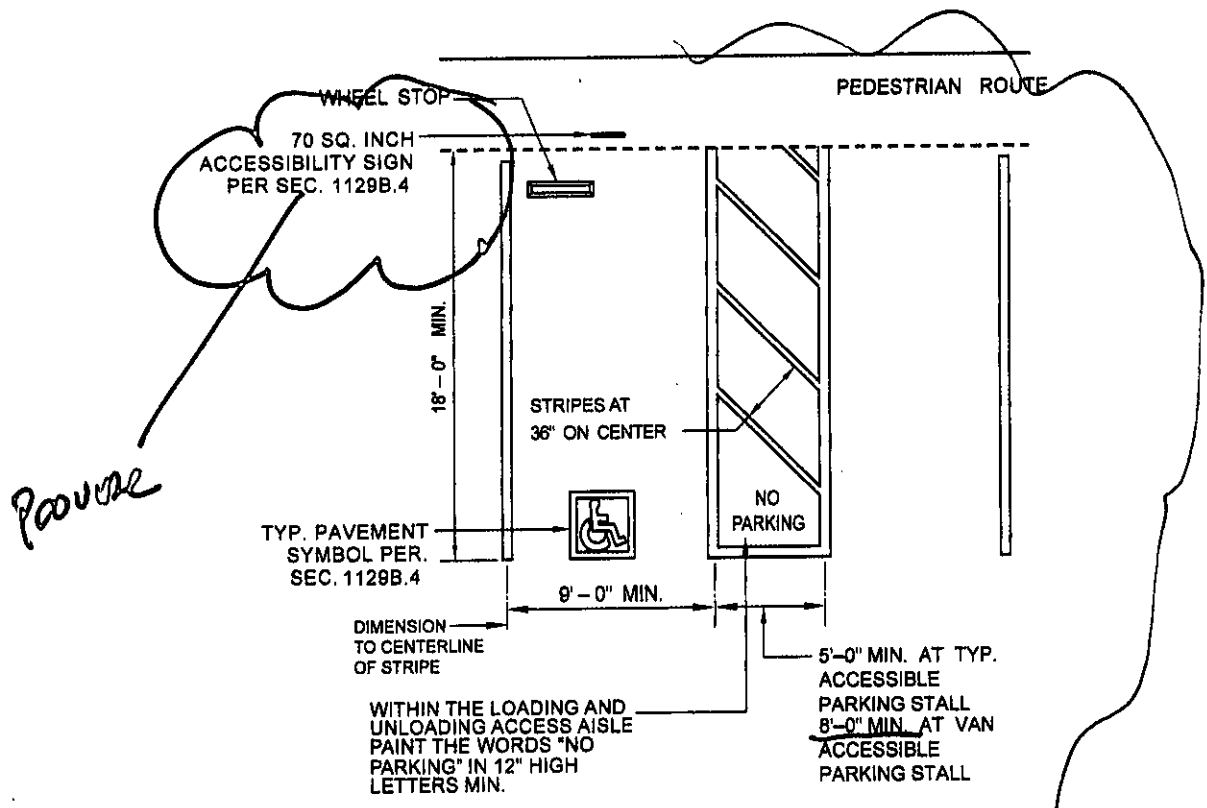 PEDESTRIAN ROUTE
WHEEL STOP
70 SQ. INCH
ACCESSIBILITY SIGN
PER SEC. 1129B.4
18'-0" MIN.
STRIPES AT
36" ON CENTER
NO
PARKING
TYP. PAVEMENT
SYMBOL PER.
SEC. 1129B.4
9'-0" MIN.
DIMENSION
TO CENTERLINE
OF STRIPE
5'-0" MIN. AT TYP.
ACCESSIBLE
PARKING STALL
8'-0" MIN. AT VAN
ACCESSIBLE
PARKING STALL
WITHIN THE LOADING AND
UNLOADING ACCESS AISLE
PAINT THE WORDS "NO
PARKING" IN 12" HIGH
LETTERS MIN.